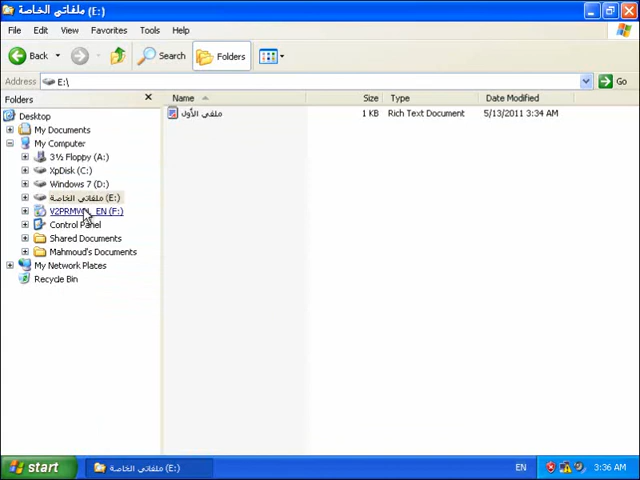 ملفاتي الخاصة (E:)
File Edit View Favorites Tools Help
Back Search Folders
Address E:\ Go
Folders
Name Size Type Date Modified
ملفي الأول 1 KB Rich Text Document 5/13/2011 3:34 AM
Desktop
My Documents
My Computer
3½ Floppy (A:)
XpDisk (C:)
Windows 7 (D:)
ملفاتي الخاصة (E:)
EN (F:)
Control Panel
Shared Documents
Mahmoud's Documents
My Network Places
Recycle Bin
start ملفاتي الخاصة (E:) EN 3:36 AM